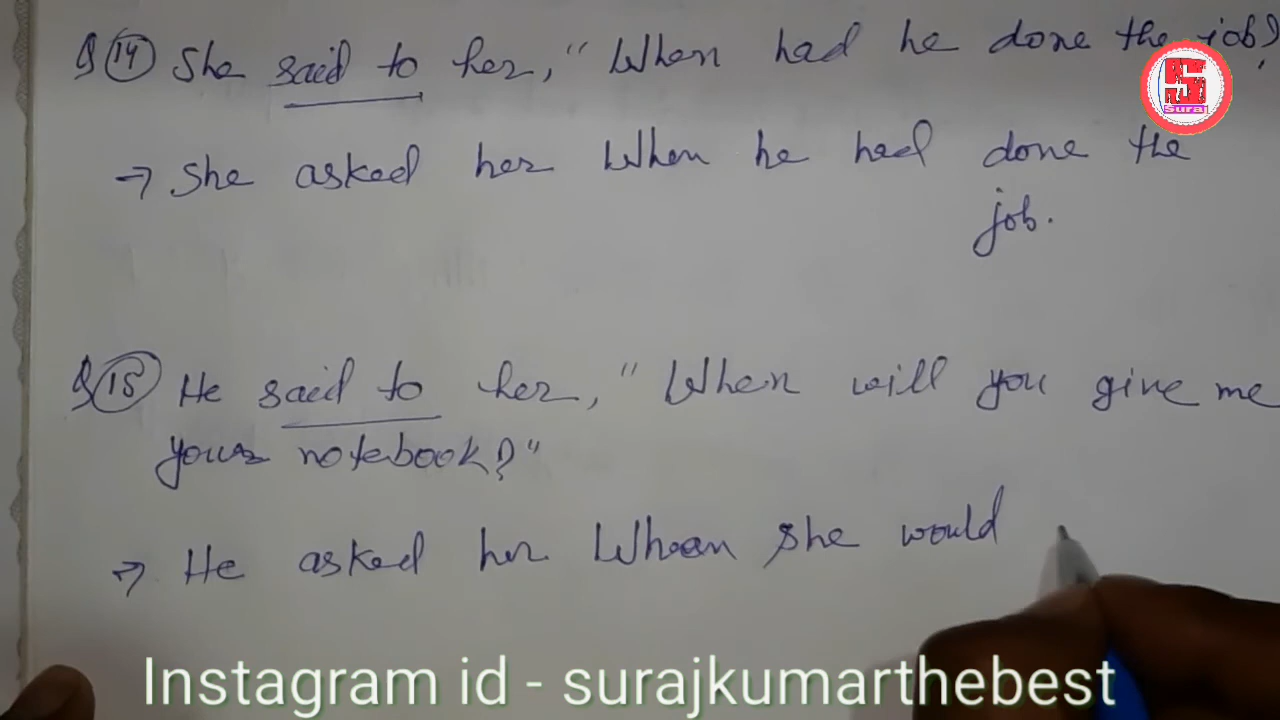 Q 14 She said to her, "When had he done the job?
→ She asked her when he had done the
job.
S
Suraj
Q 15 He said to her, "When will you give me
your notebook?"
→ He asked her when she would
Instagram id - surajkumarthebest